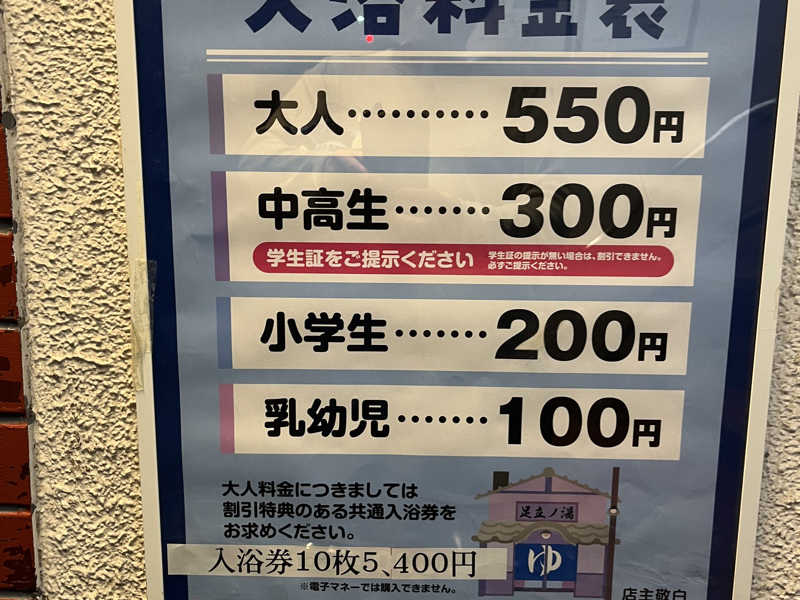 入浴料金表
大人・・・・・・・・・・550円
中高生・・・・・・・300円
学生証をご提示ください
学生証の提示が無い場合は、割引できません。
必ずご提示ください。
小学生・・・・・・・200円
乳幼児・・・・・・・100円
大人料金につきましては
割引特典のある共通入浴券を
お求めください。
入浴券10枚5、400円
※電子マネーでは購入できません。
足立ノ湯
ゆ
店主敬白